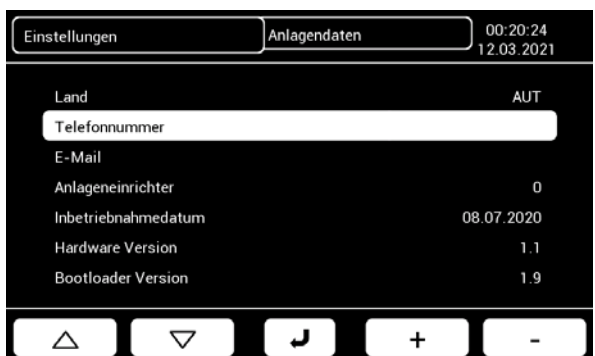 Einstellungen Anlagendaten 00:20:24
12.03.2021
Land AUT
Telefonnummer
E-Mail
Anlageneinrichter 0
Inbetriebnahmedatum 08.07.2020
Hardware Version 1.1
Bootloader Version 1.9
+ -